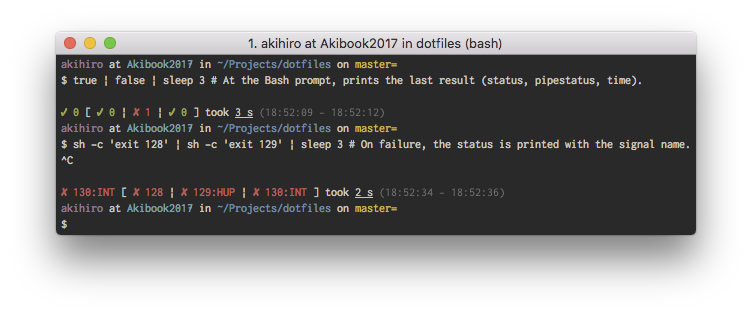 1. akihiro at Akibook2017 in dotfiles (bash)
akihiro at Akibook2017 in ~/Projects/dotfiles on master=
$ true | false | sleep 3 # At the Bash prompt, prints the last result (status, pipestatus, time).
✔ 0 [ ✔ 0 | ✘ 1 | ✔ 0 ] took 3 s (18:52:09 - 18:52:12)
akihiro at Akibook2017 in ~/Projects/dotfiles on master=
$ sh -c 'exit 128' | sh -c 'exit 129' | sleep 3 # On failure, the status is printed with the signal name.
^C
✘ 130:INT [ ✘ 128 | ✘ 129:HUP | ✘ 130:INT ] took 2 s (18:52:34 - 18:52:36)
akihiro at Akibook2017 in ~/Projects/dotfiles on master=
$